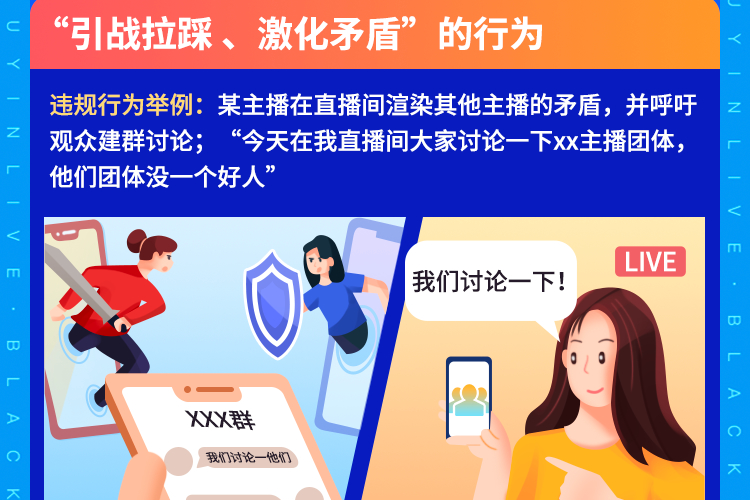 “引战拉踩、激化矛盾”的行为
违规行为举例：某主播在直播间渲染其他主播的矛盾，并呼吁
观众建群讨论；“今天在我直播间大家讨论一下xx主播团体，
他们团体没一个好人”
LIVE
我们讨论一下！
XXX群
我们讨论一他们
UYINLIVE·BLACK
UYINLIVE·BLACK